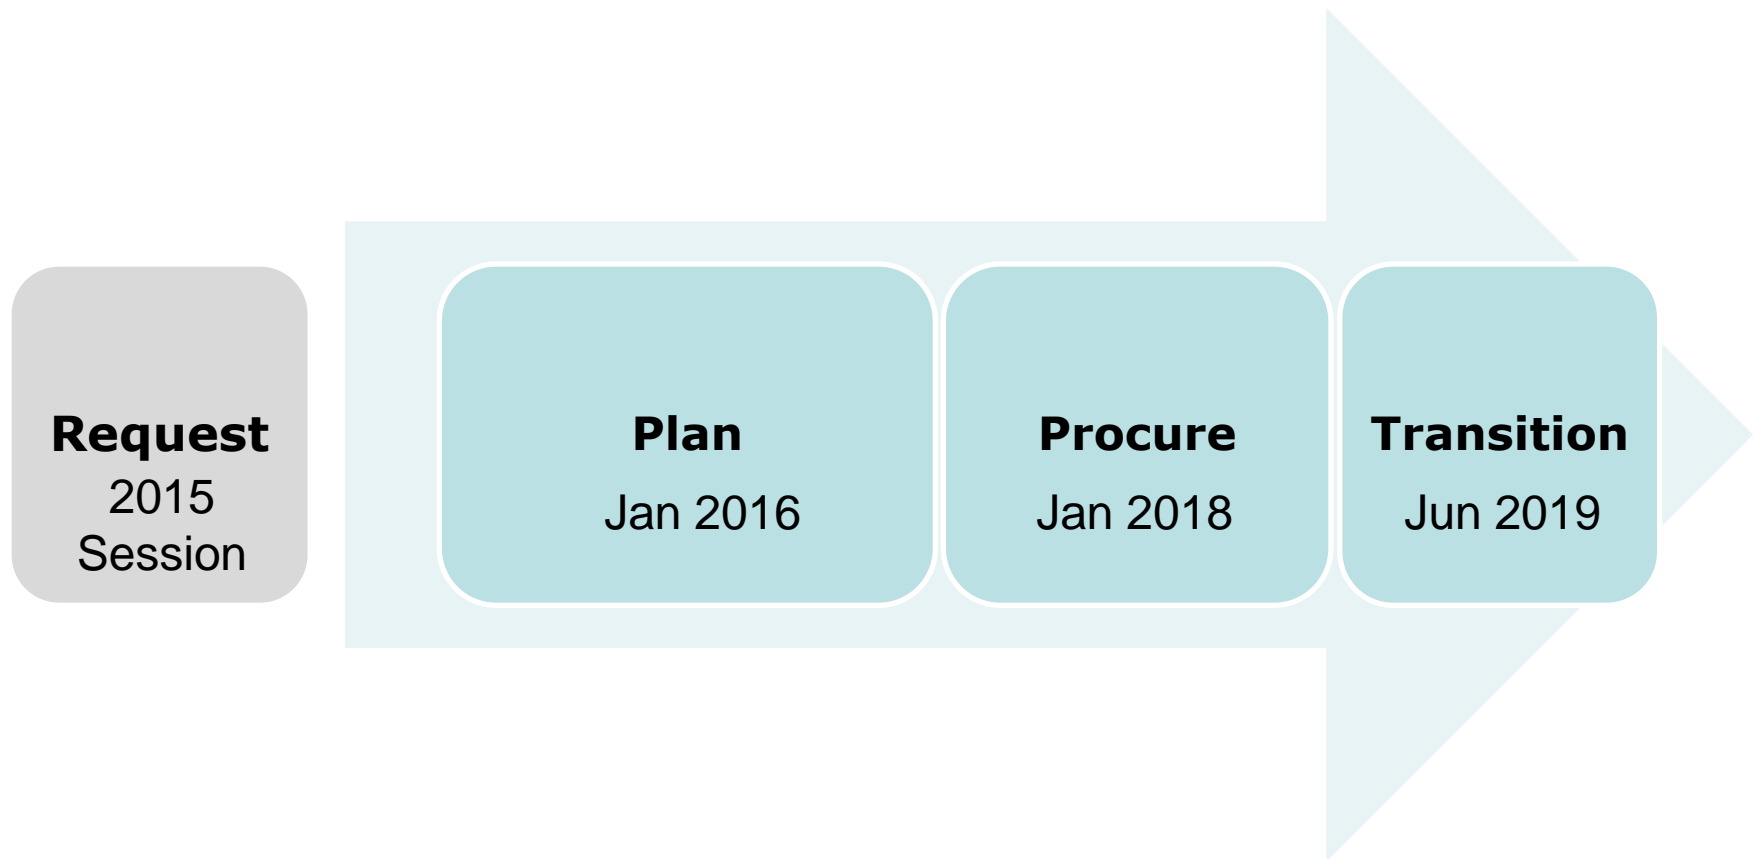 Request
2015
Session
Plan
Jan 2016
Procure
Jan 2018
Transition
Jun 2019